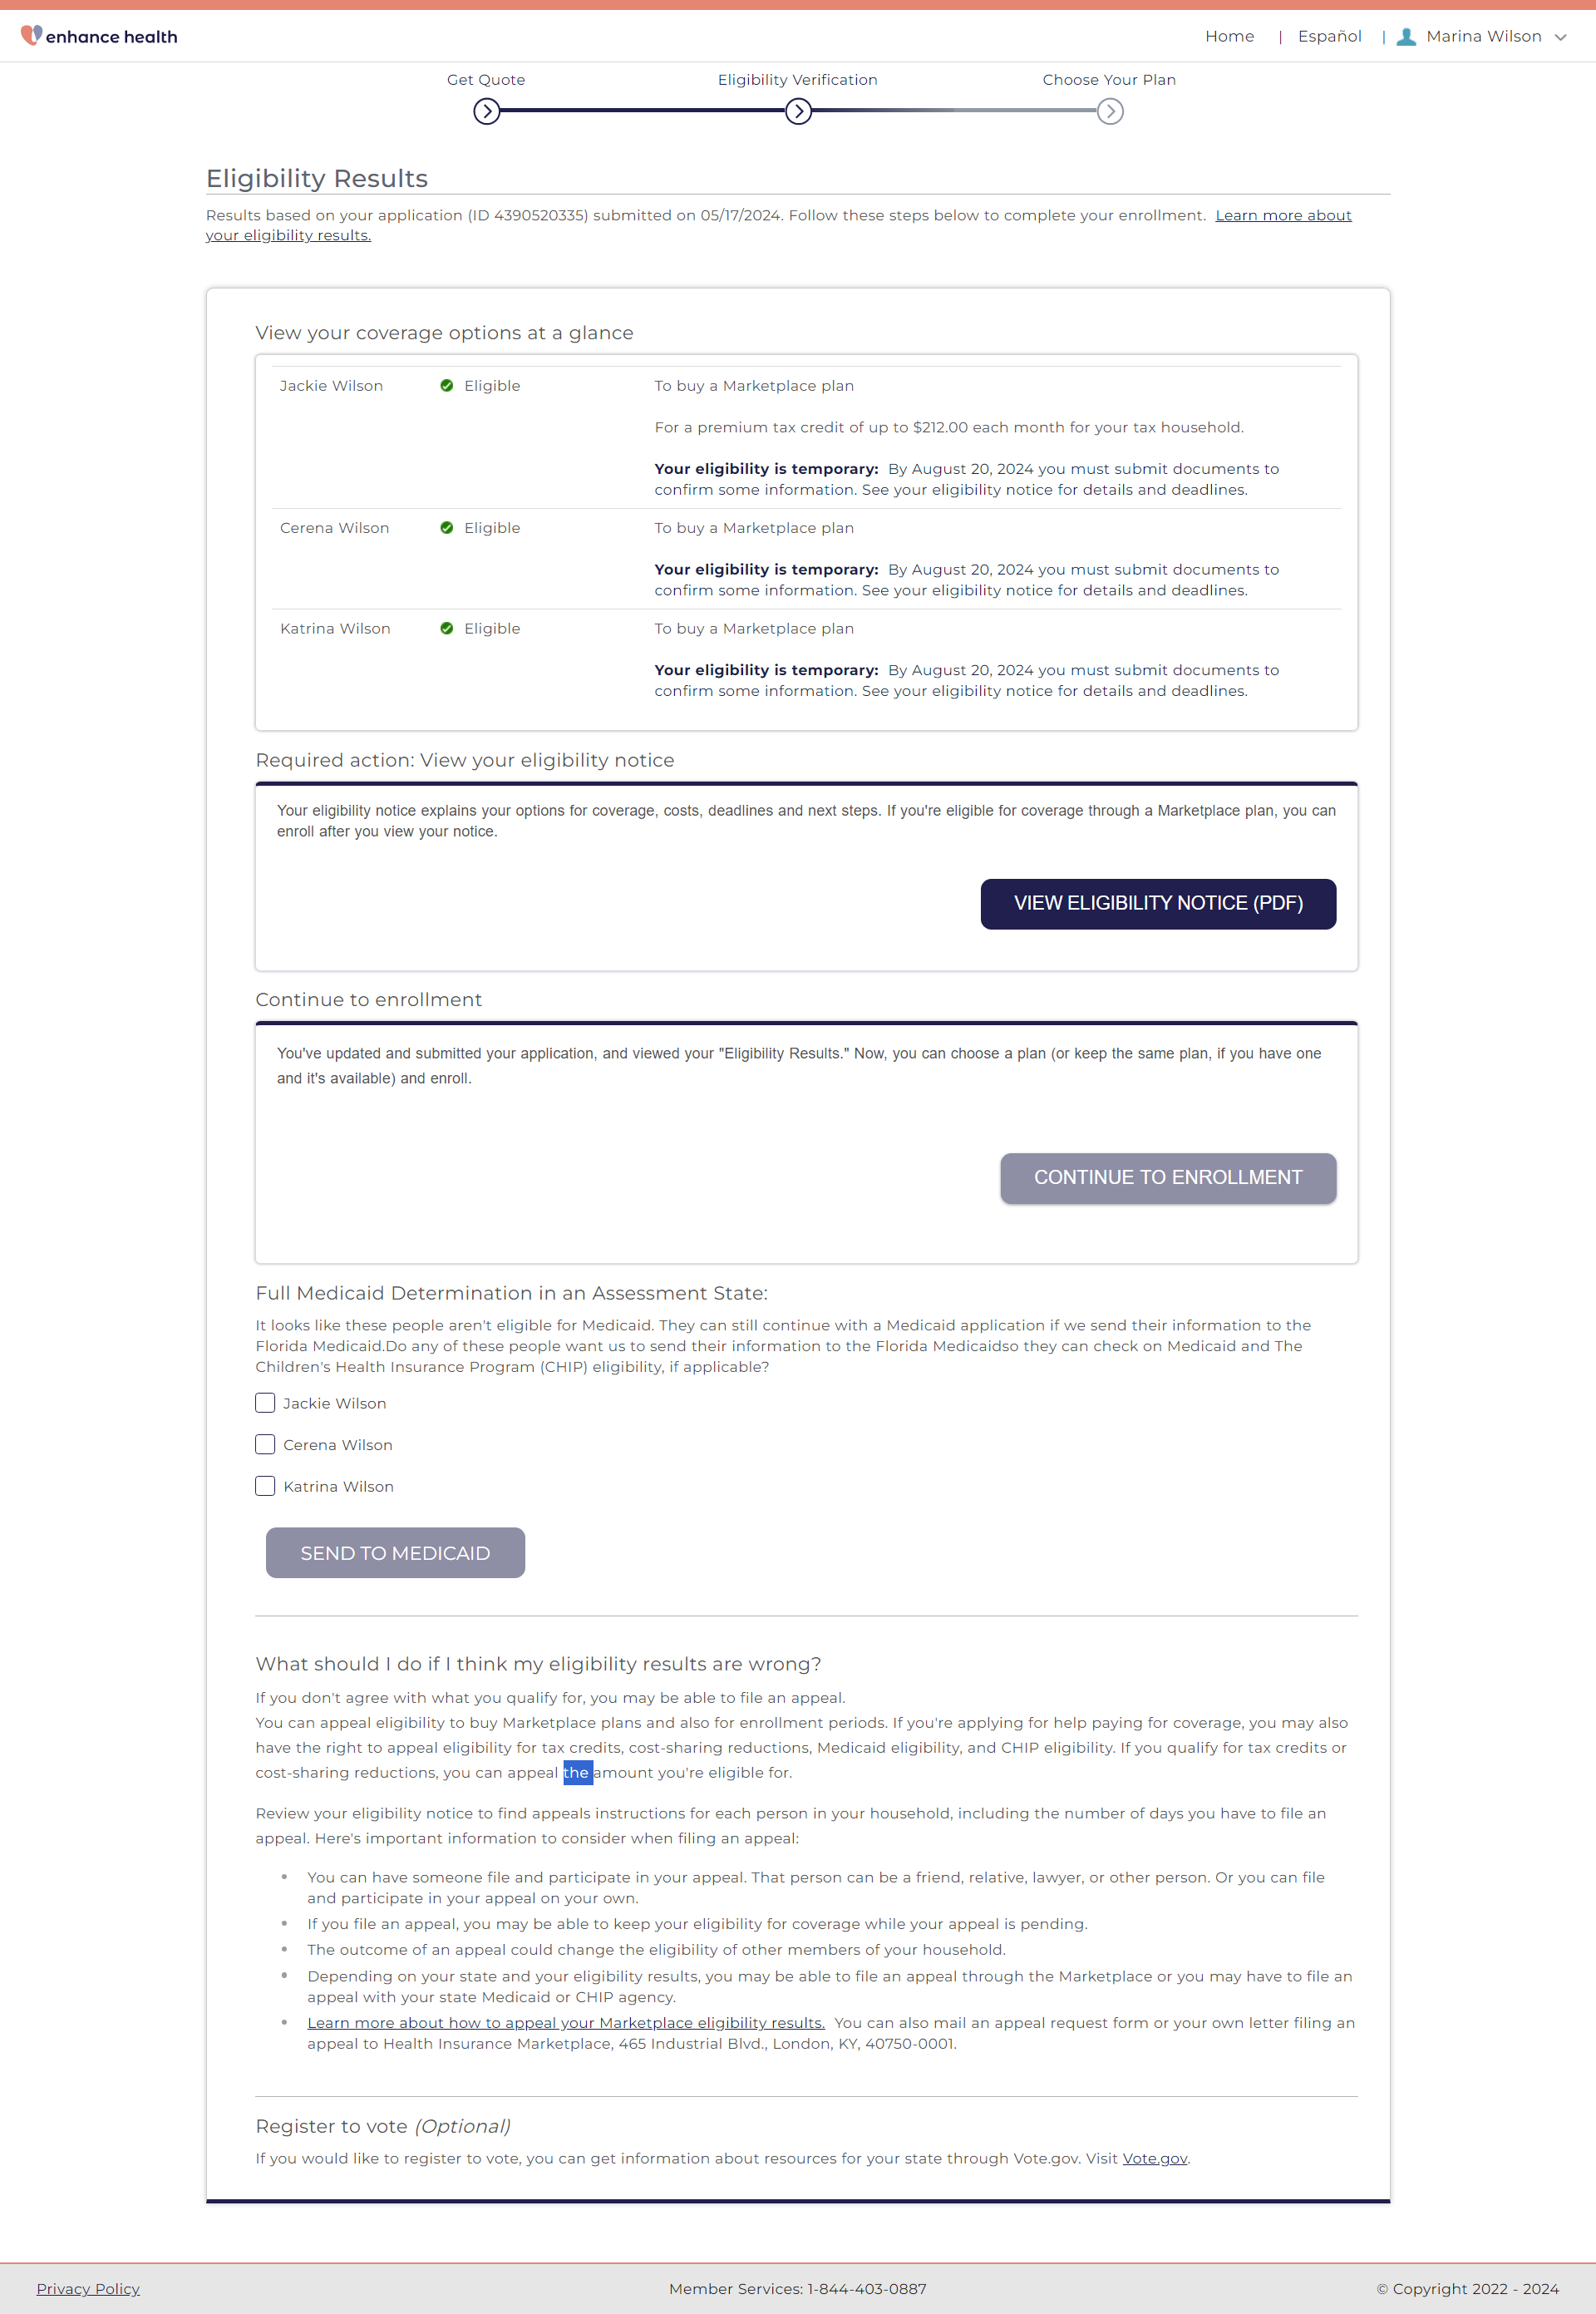 enhance health
Home | Español | Marina Wilson
Get Quote
Eligibility Verification
Choose Your Plan
Eligibility Results
Results based on your application (ID 4390520335) submitted on 05/17/2024. Follow these steps below to complete your enrollment. Learn more about
your eligibility results.
View your coverage options at a glance
Jackie Wilson
Eligible
To buy a Marketplace plan
For a premium tax credit of up to $212.00 each month for your tax household.
Your eligibility is temporary: By August 20, 2024 you must submit documents to
confirm some information. See your eligibility notice for details and deadlines.
Cerena Wilson
Eligible
To buy a Marketplace plan
Your eligibility is temporary: By August 20, 2024 you must submit documents to
confirm some information. See your eligibility notice for details and deadlines.
Katrina Wilson
Eligible
To buy a Marketplace plan
Your eligibility is temporary: By August 20, 2024 you must submit documents to
confirm some information. See your eligibility notice for details and deadlines.
Required action: View your eligibility notice
Your eligibility notice explains your options for coverage, costs, deadlines and next steps. If you're eligible for coverage through a Marketplace plan, you can
enroll after you view your notice.
VIEW ELIGIBILITY NOTICE (PDF)
Continue to enrollment
You've updated and submitted your application, and viewed your "Eligibility Results." Now, you can choose a plan (or keep the same plan, if you have one
and it's available) and enroll.
CONTINUE TO ENROLLMENT
Full Medicaid Determination in an Assessment State:
It looks like these people aren't eligible for Medicaid. They can still continue with a Medicaid application if we send their information to the
Florida Medicaid.Do any of these people want us to send their information to the Florida Medicaidso they can check on Medicaid and The
Children's Health Insurance Program (CHIP) eligibility, if applicable?
Jackie Wilson
Cerena Wilson
Katrina Wilson
SEND TO MEDICAID
What should I do if I think my eligibility results are wrong?
If you don't agree with what you qualify for, you may be able to file an appeal.
You can appeal eligibility to buy Marketplace plans and also for enrollment periods. If you're applying for help paying for coverage, you may also
have the right to appeal eligibility for tax credits, cost-sharing reductions, Medicaid eligibility, and CHIP eligibility. If you qualify for tax credits or
cost-sharing reductions, you can appeal the amount you're eligible for.
Review your eligibility notice to find appeals instructions for each person in your household, including the number of days you have to file an
appeal. Here's important information to consider when filing an appeal:
• You can have someone file and participate in your appeal. That person can be a friend, relative, lawyer, or other person. Or you can file
and participate in your appeal on your own.
• If you file an appeal, you may be able to keep your eligibility for coverage while your appeal is pending.
• The outcome of an appeal could change the eligibility of other members of your household.
• Depending on your state and your eligibility results, you may be able to file an appeal through the Marketplace or you may have to file an
appeal with your state Medicaid or CHIP agency.
• Learn more about how to appeal your Marketplace eligibility results. You can also mail an appeal request form or your own letter filing an
appeal to Health Insurance Marketplace, 465 Industrial Blvd., London, KY, 40750-0001.
Register to vote (Optional)
If you would like to register to vote, you can get information about resources for your state through Vote.gov. Visit Vote.gov.
Privacy Policy
Member Services: 1-844-403-0887
© Copyright 2022 - 2024